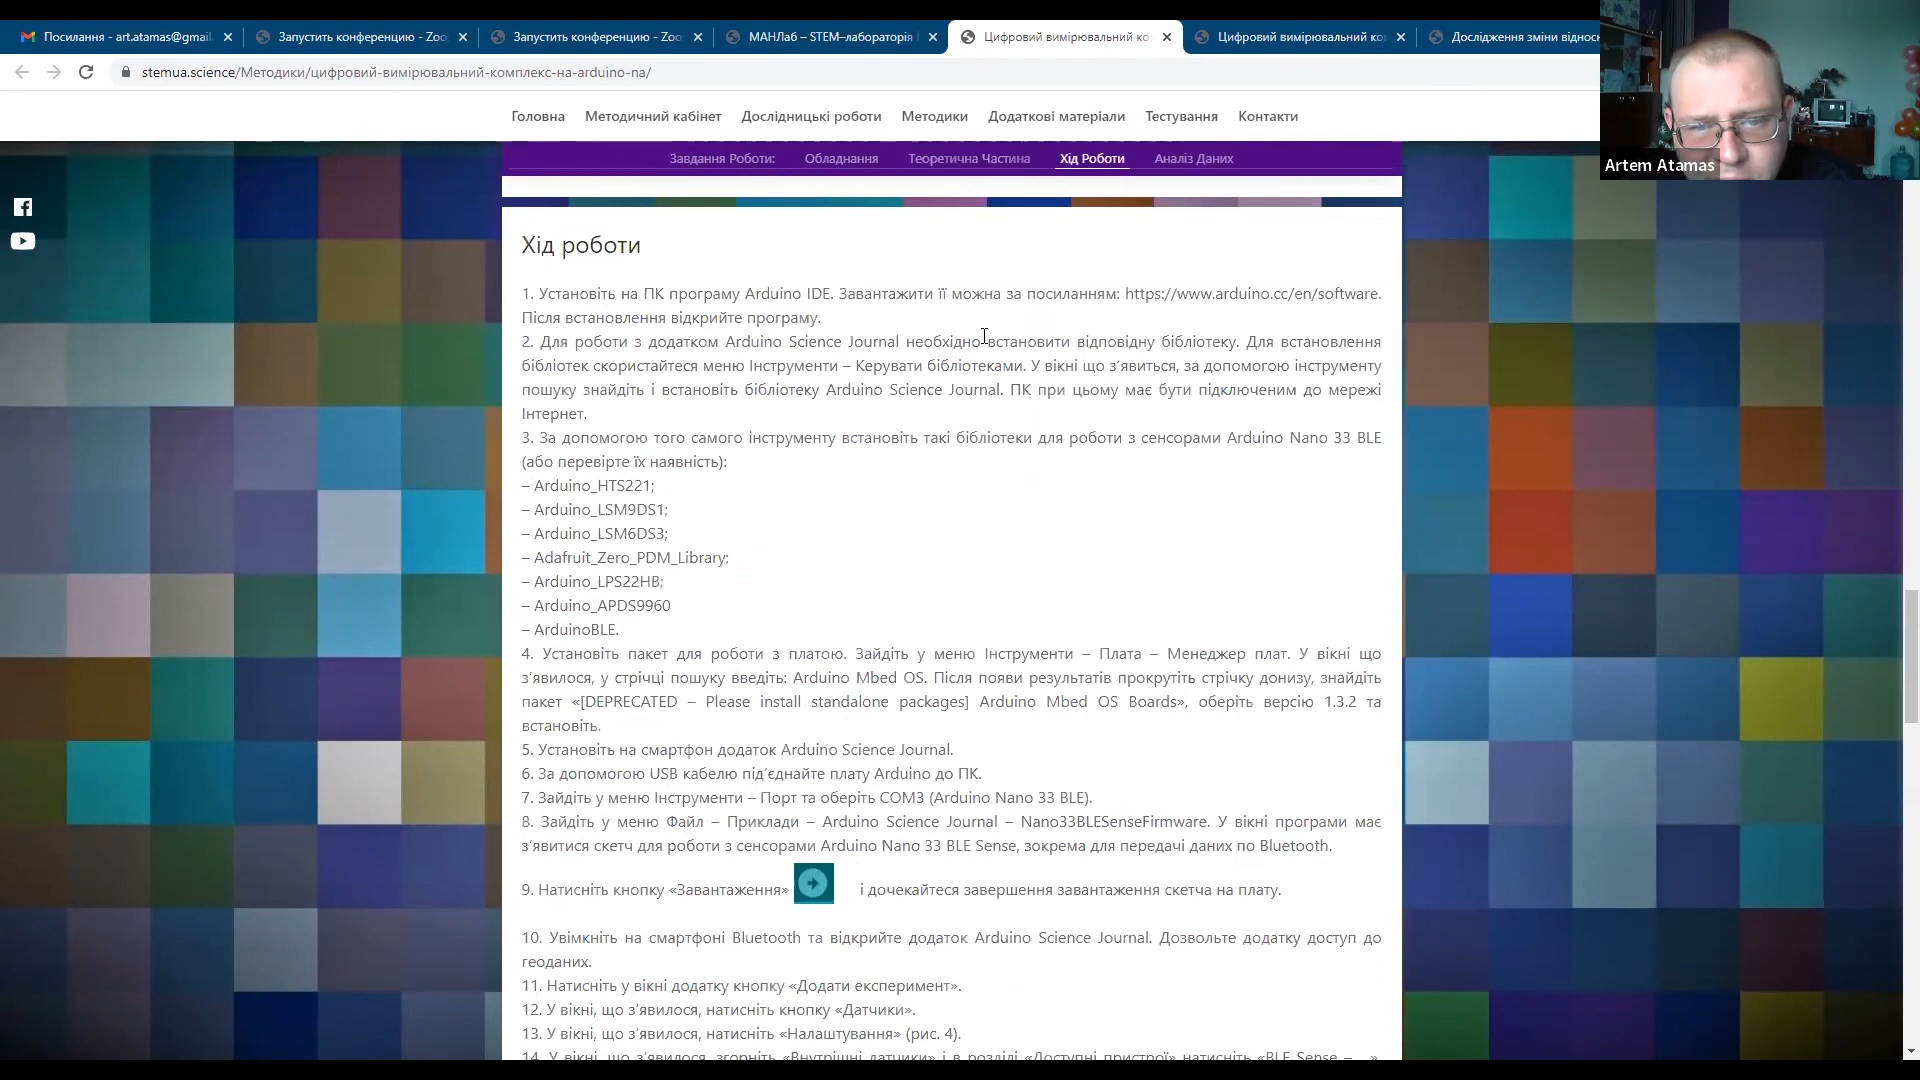 Посилання - art.atamas@gmail.
Запустить конференцию - Zoo
Запустить конференцию - Zoo
МАНЛаб – STEM–лабораторія
Цифровий вимірювальний ко
Цифровий вимірювальний ко
Дослідження зміни віднос
stemua.science/Методики/цифровий-вимірювальний-комплекс-на-arduino-na/
Головна Методичний кабінет Дослідницькі роботи Методики Додаткові матеріали Тестування Контакти
Artem Atamas
Завдання Роботи: Обладнання Теоретична Частина Хід Роботи Аналіз Даних
Хід роботи
1. Установіть на ПК програму Arduino IDE. Завантажити її можна за посиланням: https://www.arduino.cc/en/software.
Після встановлення відкрийте програму.
2. Для роботи з додатком Arduino Science Journal необхідно встановити відповідну бібліотеку. Для встановлення
бібліотек скористайтеся меню Інструменти – Керувати бібліотеками. У вікні що з’явиться, за допомогою інструменту
пошуку знайдіть і встановіть бібліотеку Arduino Science Journal. ПК при цьому має бути підключеним до мережі
Інтернет.
3. За допомогою того самого інструменту встановіть такі бібліотеки для роботи з сенсорами Arduino Nano 33 BLE
(або перевірте їх наявність):
– Arduino_HTS221;
– Arduino_LSM9DS1;
– Arduino_LSM6DS3;
– Adafruit_Zero_PDM_Library;
– Arduino_LPS22HB;
– Arduino_APDS9960
– ArduinoBLE.
4. Установіть пакет для роботи з платою. Зайдіть у меню Інструменти – Плата – Менеджер плат. У вікні що
з’явилося, у стрічці пошуку введіть: Arduino Mbed OS. Після появи результатів прокрутіть стрічку донизу, знайдіть
пакет «[DEPRECATED – Please install standalone packages] Arduino Mbed OS Boards», оберіть версію 1.3.2 та
встановіть.
5. Установіть на смартфон додаток Arduino Science Journal.
6. За допомогою USB кабелю під’єднайте плату Arduino до ПК.
7. Зайдіть у меню Інструменти – Порт та оберіть COM3 (Arduino Nano 33 BLE).
8. Зайдіть у меню Файл – Приклади – Arduino Science Journal – Nano33BLESenseFirmware. У вікні програми має
з’явитися скетч для роботи з сенсорами Arduino Nano 33 BLE Sense, зокрема для передачі даних по Bluetooth.
9. Натисніть кнопку «Завантаження» і дочекайтеся завершення завантаження скетча на плату.
10. Увімкніть на смартфоні Bluetooth та відкрийте додаток Arduino Science Journal. Дозвольте додатку доступ до
геоданих.
11. Натисніть у вікні додатку кнопку «Додати експеримент».
12. У вікні, що з’явилося, натисніть кнопку «Датчики».
13. У вікні, що з’явилося, натисніть «Налаштування» (рис. 4).
14. У вікні, що з’явилося, згорніть «Внутрішні датчики» і в розділі «Доступні пристрої» натисніть «BLE Sense – …».